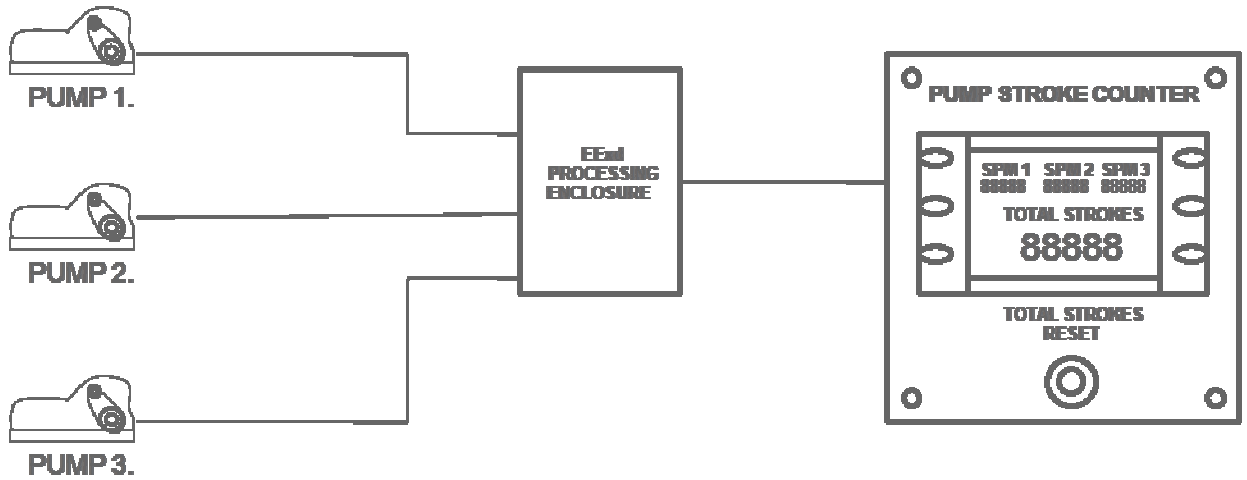 PUMP 1.
PUMP 2.
PUMP 3.
EExd
PROCESSING
ENCLOSURE
PUMP STROKE COUNTER
SPM 1 SPM 2 SPM 3
88888 88888 88888
TOTAL STROKES
88888
TOTAL STROKES
RESET